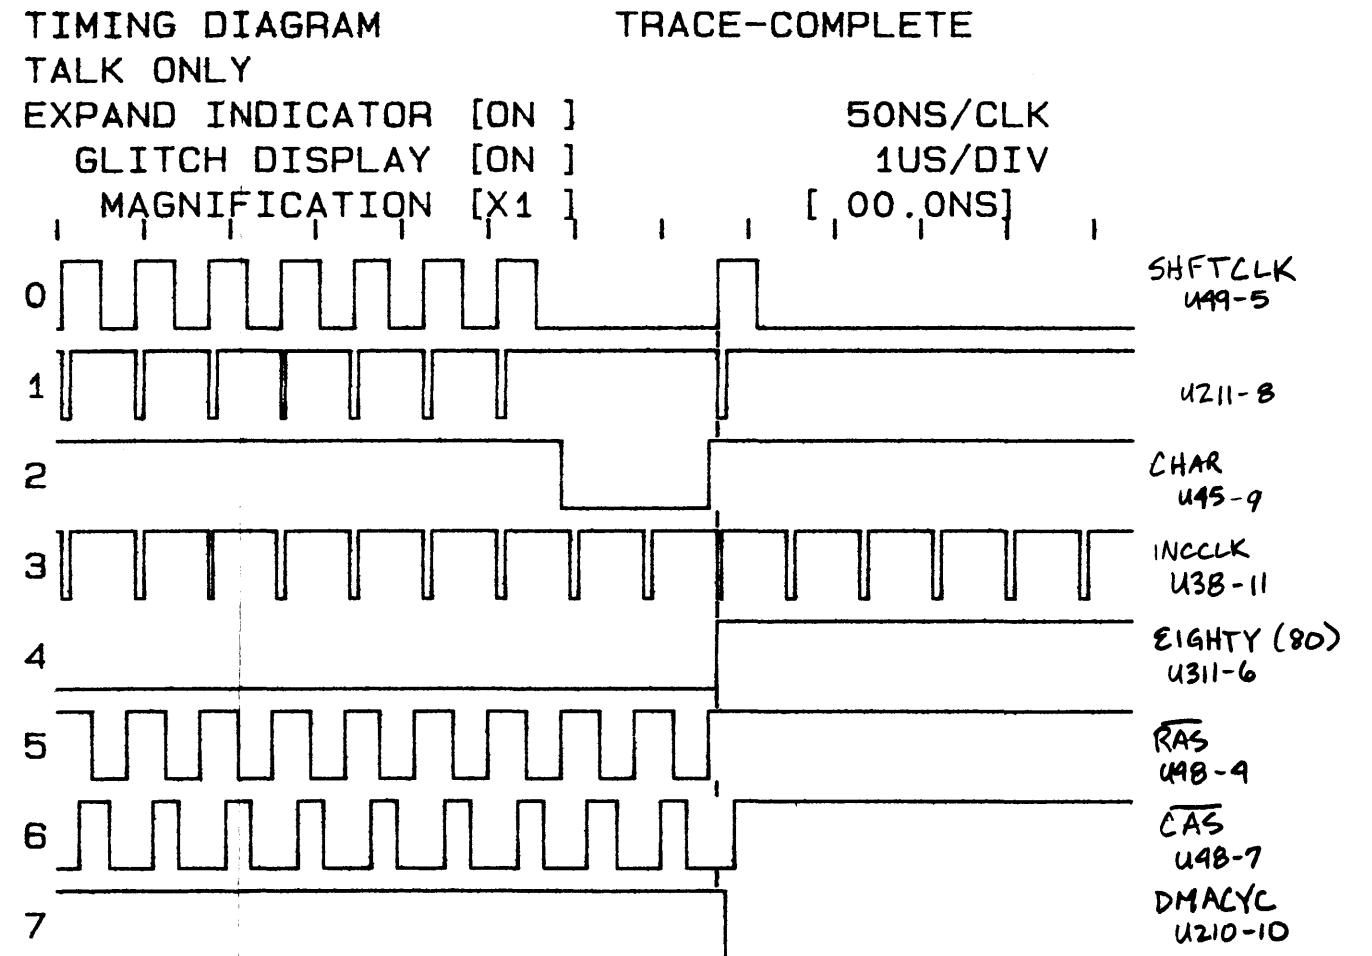 TIMING DIAGRAM TRACE-COMPLETE
TALK ONLY
EXPAND INDICATOR [ON ] 50NS/CLK
GLITCH DISPLAY [ON ] 1US/DIV
MAGNIFICATION [X1 ] [ 00.0NS]
0 SHFTCLK
U49-5
1 U211-8
2 CHAR
U45-9
3 INCCLK
U38-11
4 EIGHTY (80)
U311-6
5 RAS
U48-4
6 CAS
U48-7
7 DMACYC
U210-10